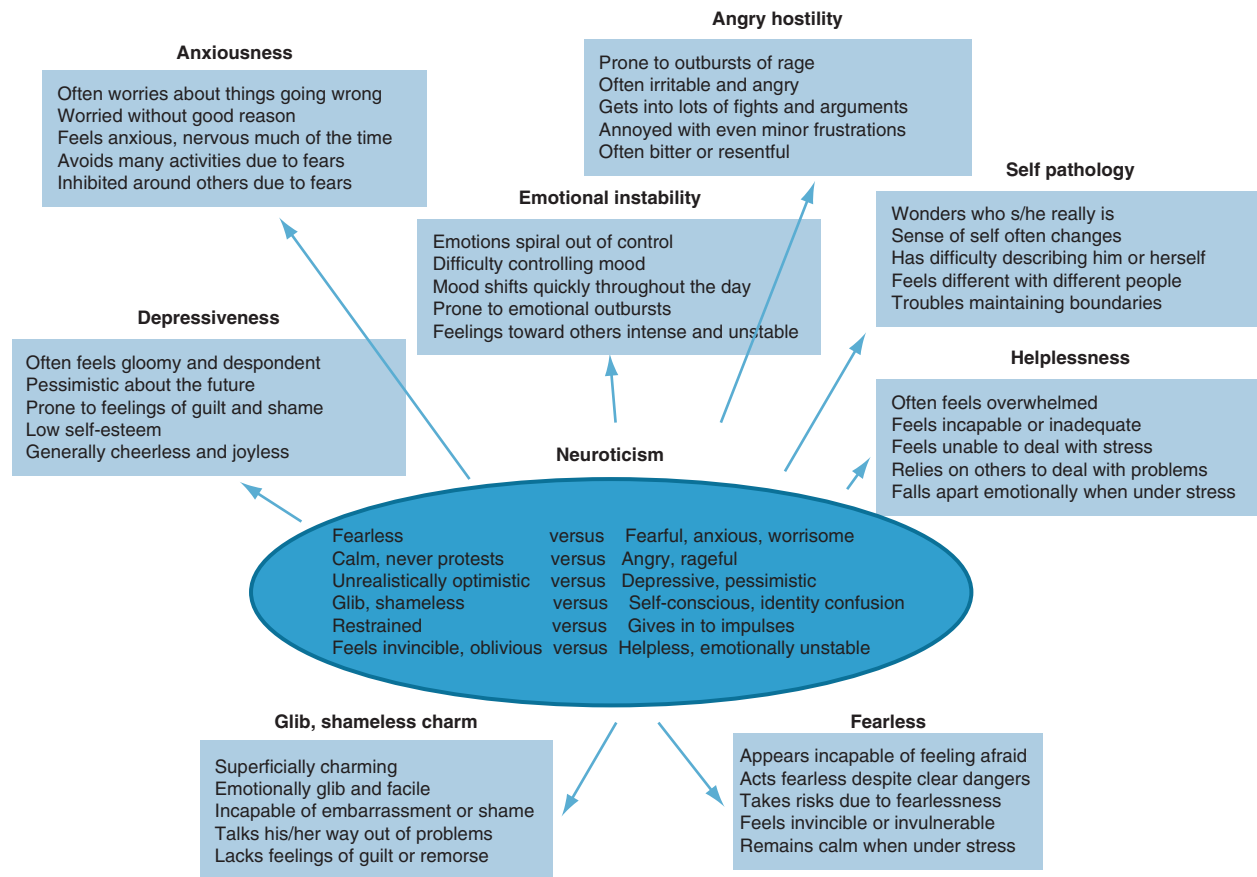 Angry hostility
Prone to outbursts of rage
Often irritable and angry
Gets into lots of fights and arguments
Annoyed with even minor frustrations
Often bitter or resentful
Anxiousness
Often worries about things going wrong
Worried without good reason
Feels anxious, nervous much of the time
Avoids many activities due to fears
Inhibited around others due to fears
Self pathology
Wonders who s/he really is
Sense of self often changes
Has difficulty describing him or herself
Feels different with different people
Troubles maintaining boundaries
Emotional instability
Emotions spiral out of control
Difficulty controlling mood
Mood shifts quickly throughout the day
Prone to emotional outbursts
Feelings toward others intense and unstable
Depressiveness
Often feels gloomy and despondent
Pessimistic about the future
Prone to feelings of guilt and shame
Low self-esteem
Generally cheerless and joyless
Helplessness
Often feels overwhelmed
Feels incapable or inadequate
Feels unable to deal with stress
Relies on others to deal with problems
Falls apart emotionally when under stress
Neuroticism
Fearless versus Fearful, anxious, worrisome
Calm, never protests versus Angry, rageful
Unrealistically optimistic versus Depressive, pessimistic
Glib, shameless versus Self-conscious, identity confusion
Restrained versus Gives in to impulses
Feels invincible, oblivious versus Helpless, emotionally unstable
Glib, shameless charm
Superficially charming
Emotionally glib and facile
Incapable of embarrassment or shame
Talks his/her way out of problems
Lacks feelings of guilt or remorse
Fearless
Appears incapable of feeling afraid
Acts fearless despite clear dangers
Takes risks due to fearlessness
Feels invincible or invulnerable
Remains calm when under stress